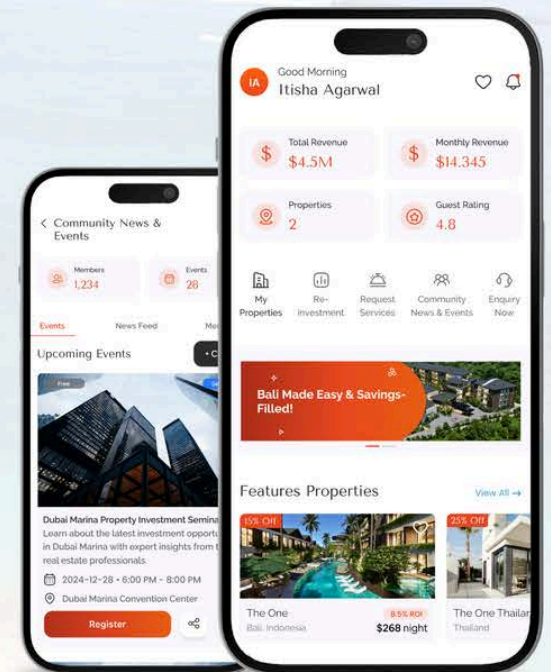 Community News &
Events
Members
1,234
Events
28
Events
News Feed
Upcoming Events
Free
Dubai Marina Property Investment Semina
Learn about the latest investment opportu
in Dubai Marina with expert insights from t
real estate professionals.
2024-12-28 • 6:00 PM - 8:00 PM
Dubai Marina Convention Center
Register
IA
Good Morning
Itisha Agarwal
Total Revenue
$4.5M
Monthly Revenue
$14.345
Properties
2
Guest Rating
4.8
My
Properties
Re-
investment
Request
Services
Community
News & Events
Enquiry
Now
Bali Made Easy & Savings-
Filled!
Features Properties
View All →
15% Off
The One
8.5% ROI
Bali, Indonesia
$268 night
25% Off
The One Thailan
Thailand